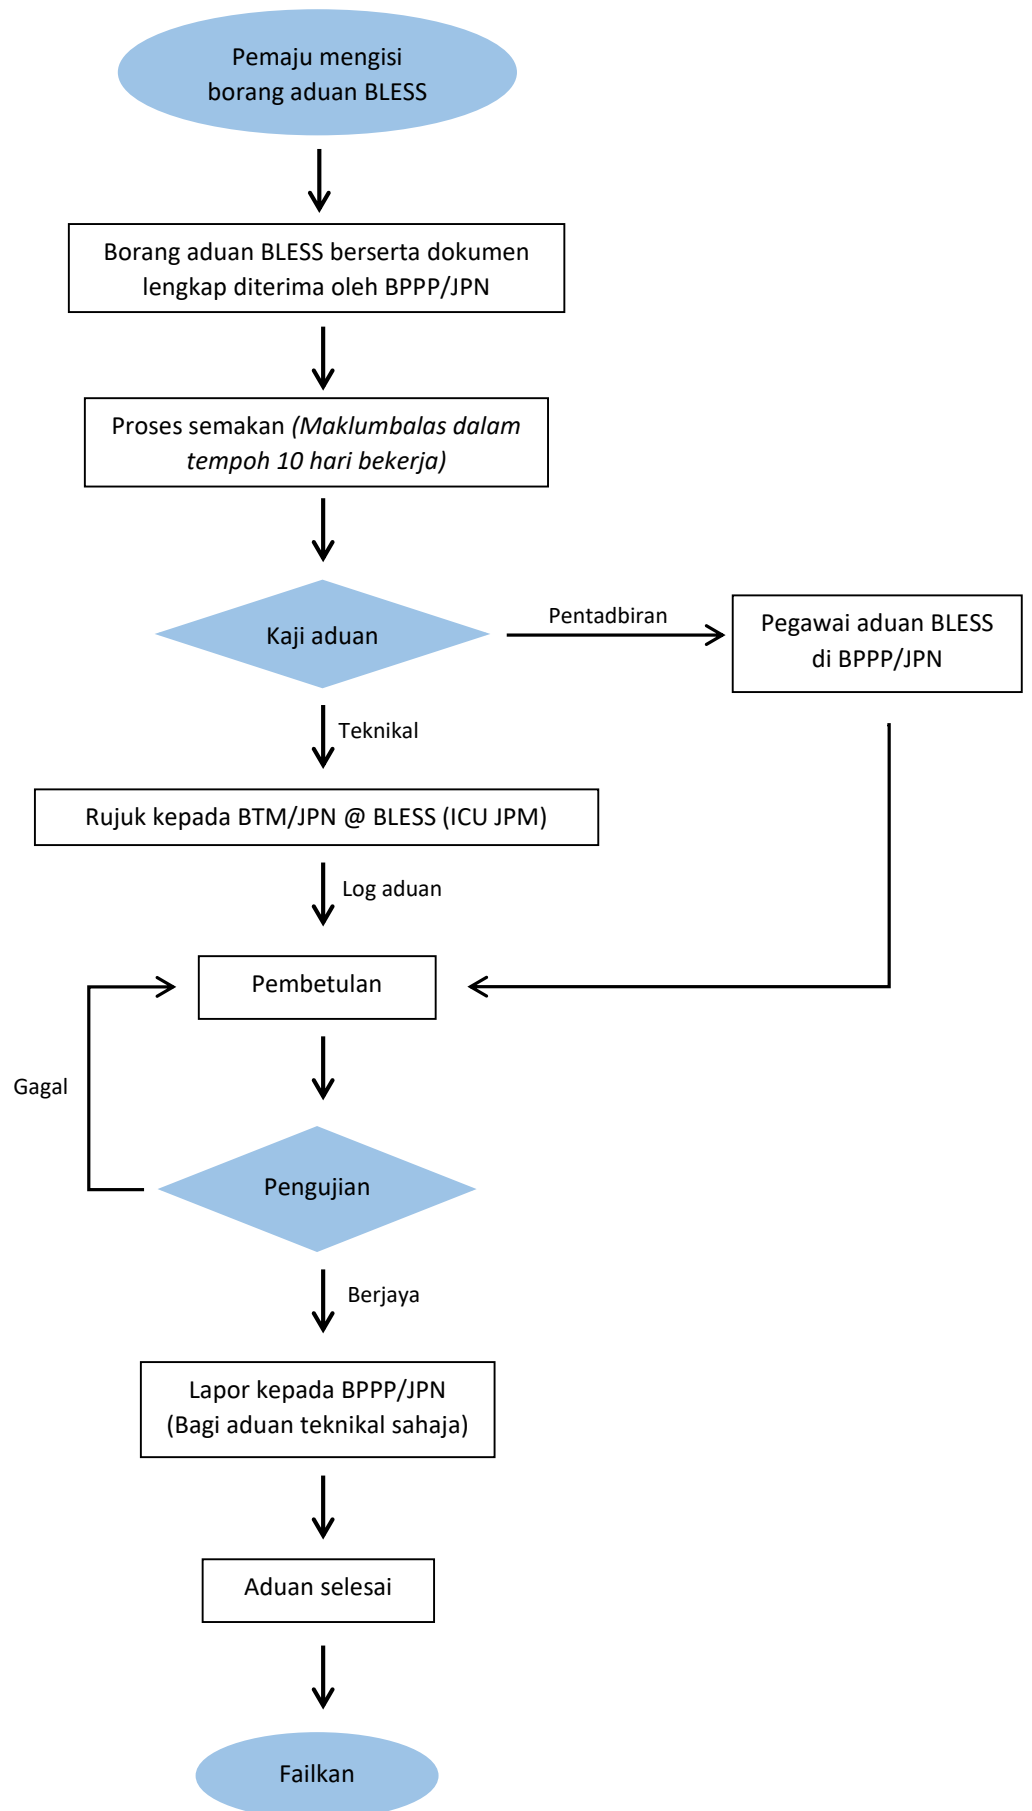 Pemaju mengisi
borang aduan BLESS
Borang aduan BLESS berserta dokumen
lengkap diterima oleh BPPP/JPN
Proses semakan (Maklumbalas dalam
tempoh 10 hari bekerja)
Kaji aduan
Pentadbiran
Pegawai aduan BLESS
di BPPP/JPN
Teknikal
Rujuk kepada BTM/JPN @ BLESS (ICU JPM)
Log aduan
Pembetulan
Gagal
Pengujian
Berjaya
Lapor kepada BPPP/JPN
(Bagi aduan teknikal sahaja)
Aduan selesai
Failkan